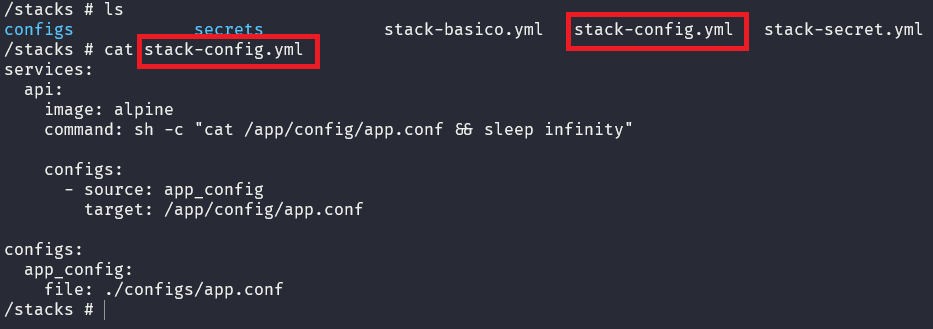 /stacks # ls
configs            secrets            stack-basico.yml   stack-config.yml   stack-secret.yml
/stacks # cat stack-config.yml
services:
  api:
    image: alpine
    command: sh -c "cat /app/config/app.conf && sleep infinity"

    configs:
      - source: app_config
        target: /app/config/app.conf

configs:
  app_config:
    file: ./configs/app.conf
/stacks #